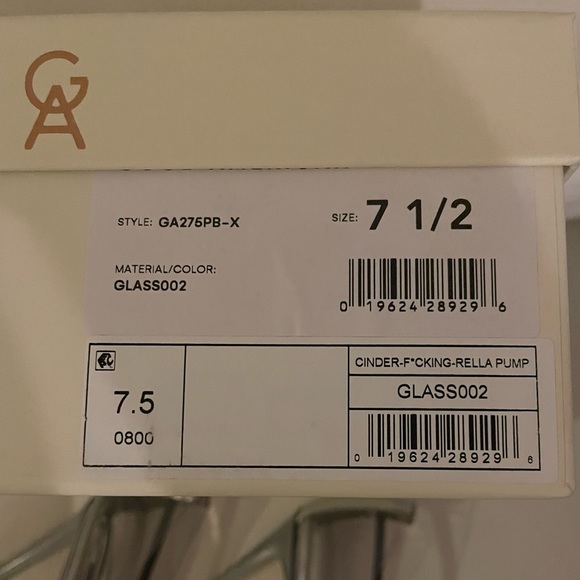 GA
STYLE: GA275PB-X
SIZE: 7 1/2
MATERIAL/COLOR:
GLASS002
0 19624 28929 6
7.5
0800
CINDER-F*CKING-RELLA PUMP
GLASS002
0 19624 28929 6